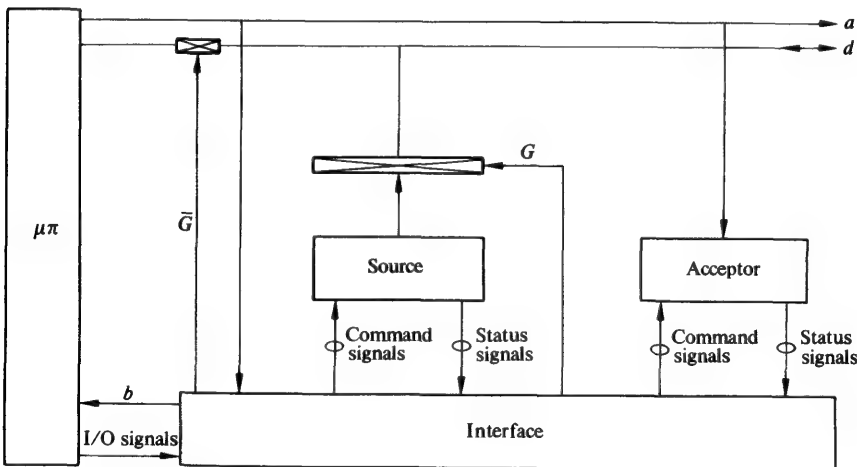 a
d
G
μπ
G̅
Source
Acceptor
Command
signals
Status
signals
Command
signals
Status
signals
b
I/O signals
Interface